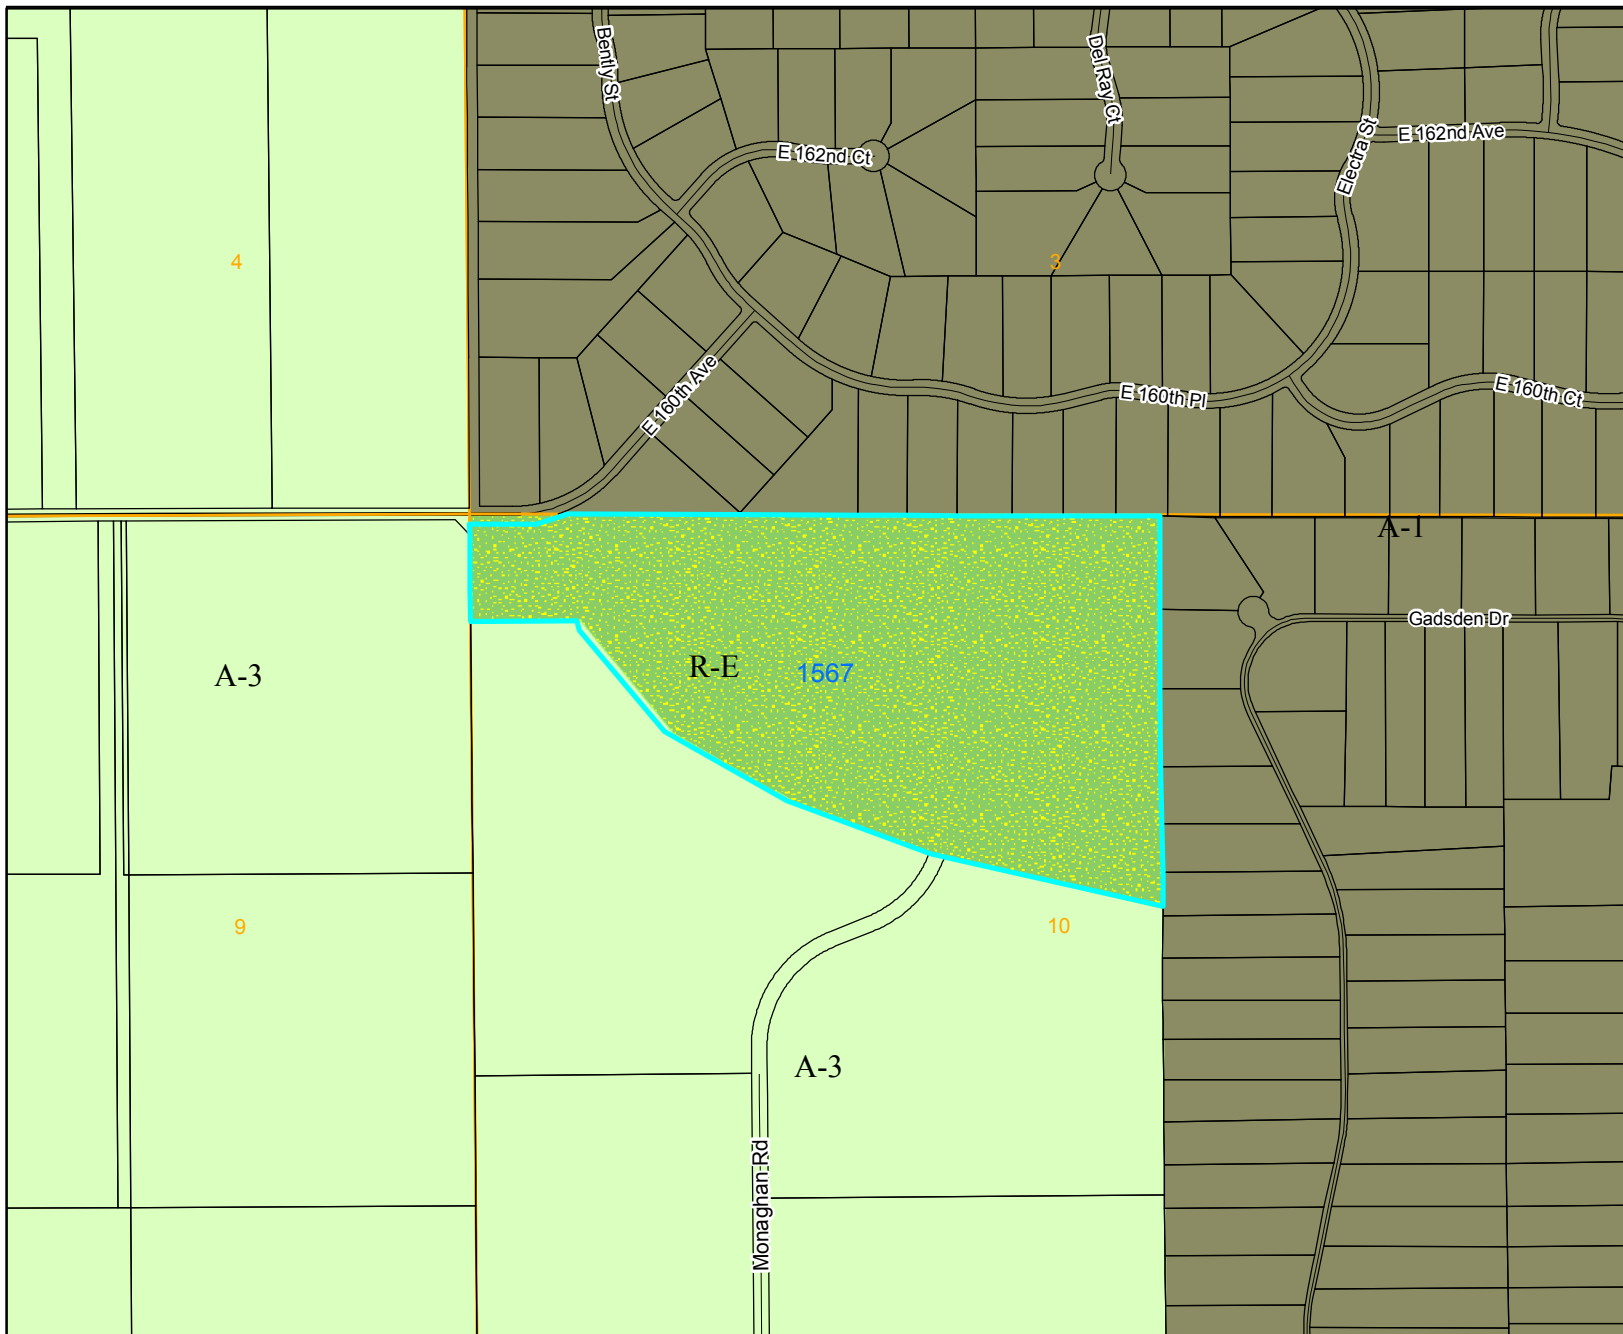 Bently St
Del Ray Ct
E 162nd Ct
Electra St
E 162nd Ave
4
3
E 160th Ave
E 160th Pl
E 160th Ct
A-1
Gadsden Dr
A-3
R-E
1567
9
10
A-3
Monaghan Rd